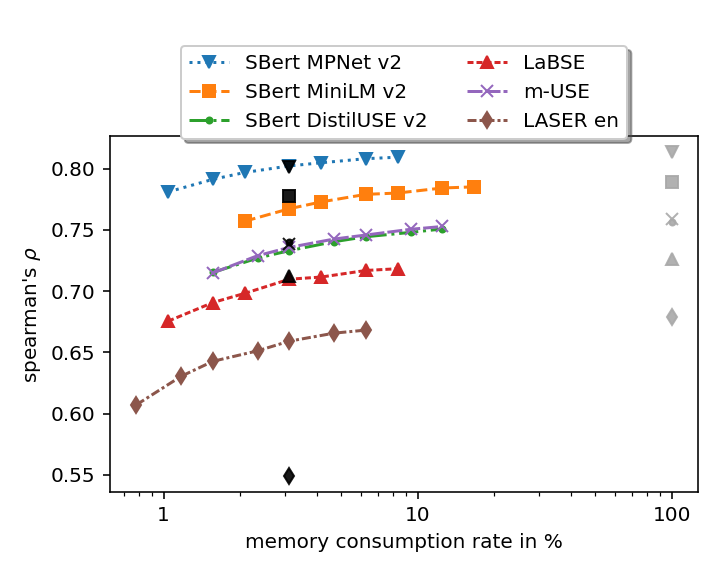 SBert MPNet v2
SBert MiniLM v2
SBert DistilUSE v2
LaBSE
m-USE
LASER en
spearman's ρ
0.80
0.75
0.70
0.65
0.60
0.55
1
10
100
memory consumption rate in %